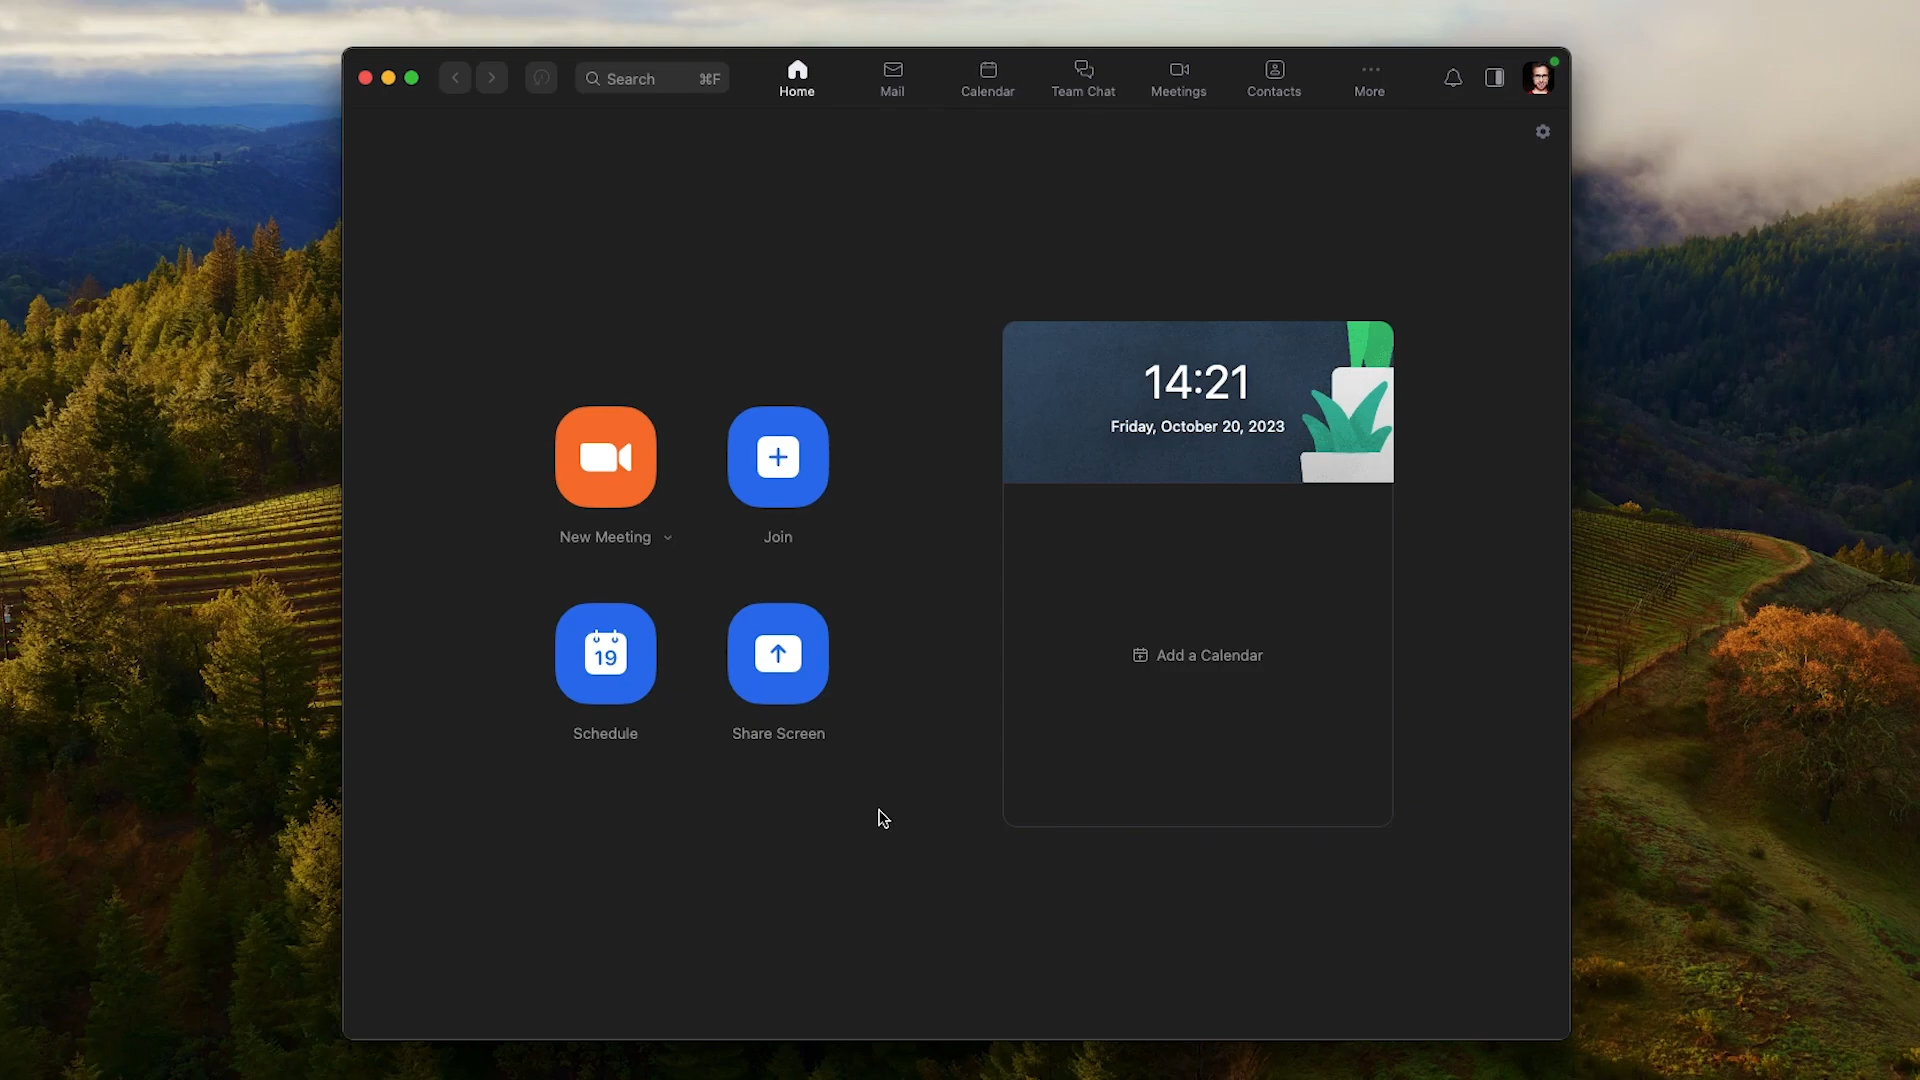 Search ⌘F
Home
Mail
Calendar
Team Chat
Meetings
Contacts
More
14:21
Friday, October 20, 2023
New Meeting
Join
19
Schedule
Share Screen
Add a Calendar